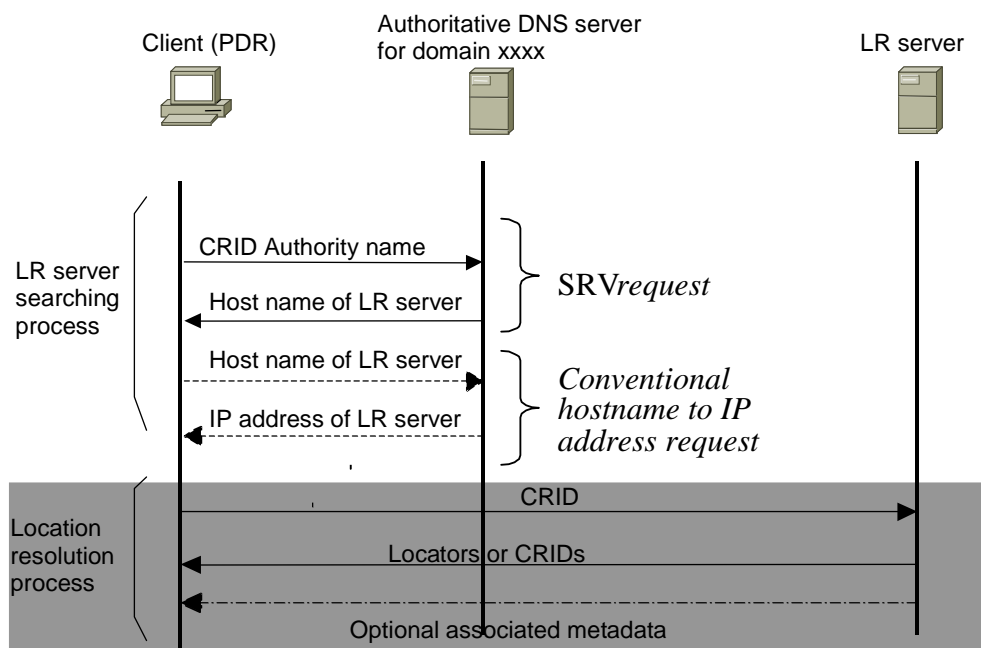 Client (PDR)
Authoritative DNS server
for domain xxxx
LR server
LR server
searching
process
CRID Authority name
Host name of LR server
SRVrequest
Host name of LR server
IP address of LR server
Conventional
hostname to IP
address request
Location
resolution
process
CRID
Locators or CRIDs
Optional associated metadata